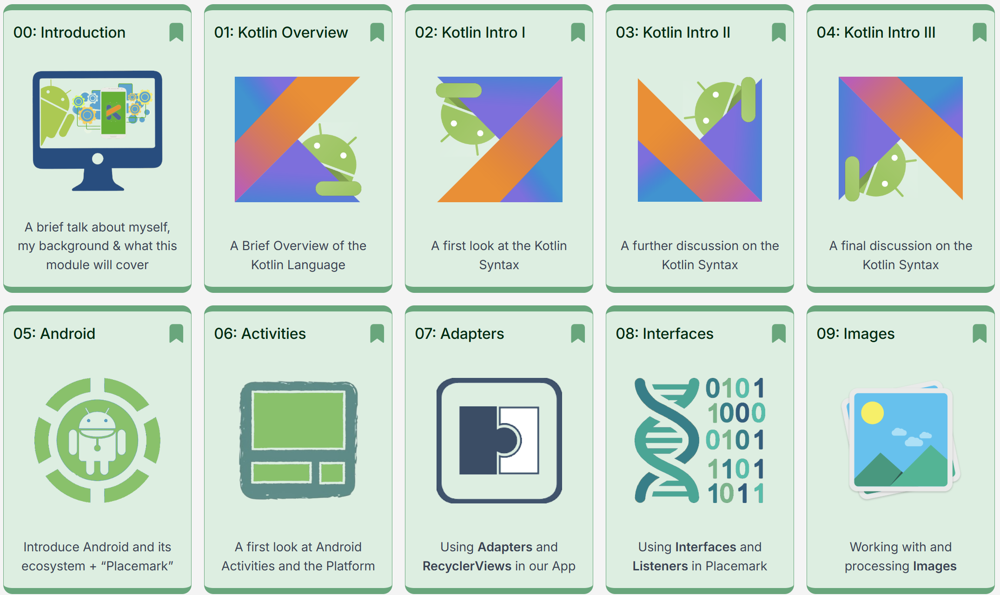 00: Introduction
A brief talk about myself,
my background & what this
module will cover
01: Kotlin Overview
A Brief Overview of the
Kotlin Language
02: Kotlin Intro I
A first look at the Kotlin
Syntax
03: Kotlin Intro II
A further discussion on the
Kotlin Syntax
04: Kotlin Intro III
A final discussion on the
Kotlin Syntax
05: Android
Introduce Android and its
ecosystem + “Placemark”
06: Activities
A first look at Android
Activities and the Platform
07: Adapters
Using Adapters and
RecyclerViews in our App
08: Interfaces
0101
1000
0101
1101
1011
Using Interfaces and
Listeners in Placemark
09: Images
Working with and
processing Images